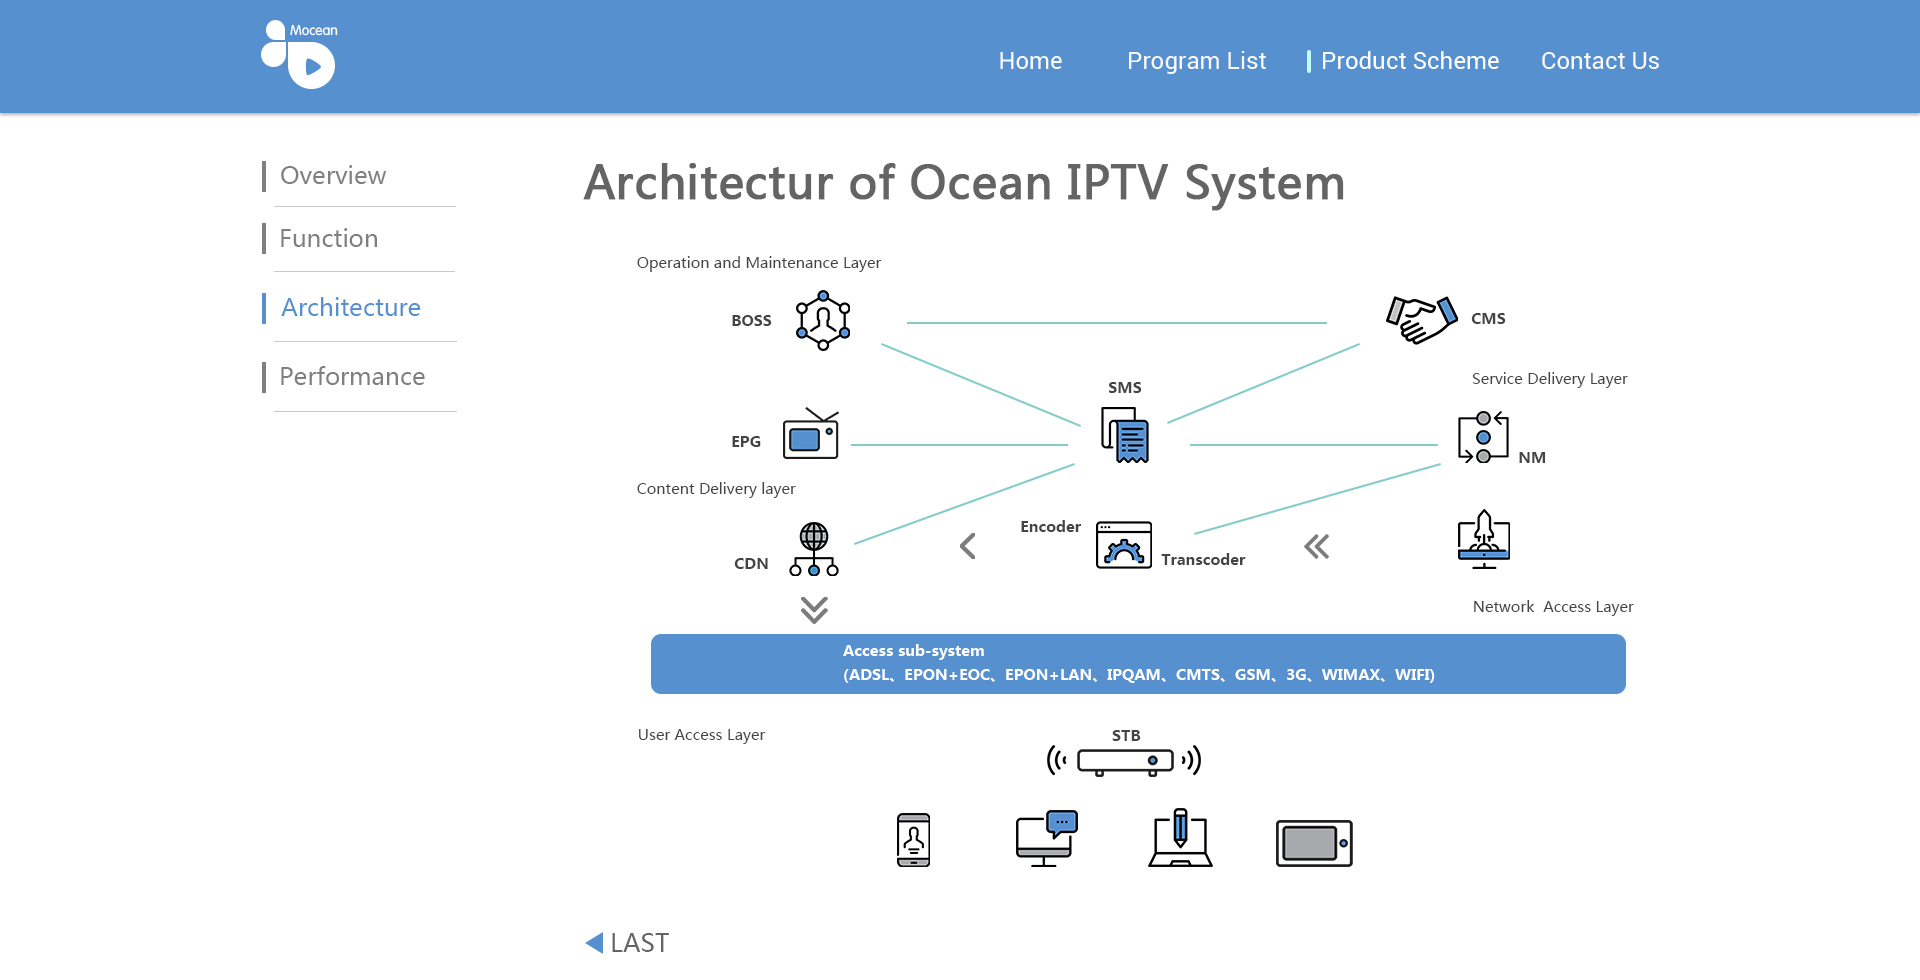 Mocean
Home
Program List
Product Scheme
Contact Us
Overview
Function
Architecture
Performance
Architectur of Ocean IPTV System
Operation and Maintenance Layer
BOSS
CMS
Service Delivery Layer
SMS
EPG
NM
Content Delivery layer
Encoder
Transcoder
CDN
Network Access Layer
Access sub-system
(ADSL、EPON+EOC、EPON+LAN、IPQAM、CMTS、GSM、3G、WIMAX、WIFI)
User Access Layer
STB
LAST